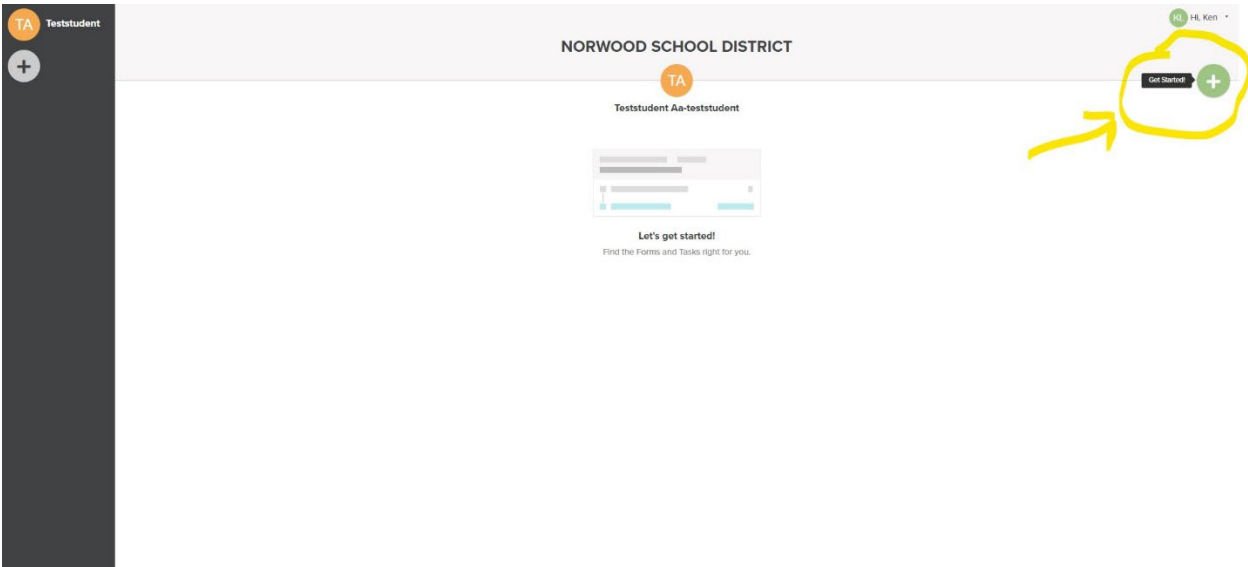 TA Teststudent
+
KL Hi, Ken
NORWOOD SCHOOL DISTRICT
TA
Get Started!
+
Teststudent Aa-teststudent
Let's get started!
Find the Forms and Tasks right for you.